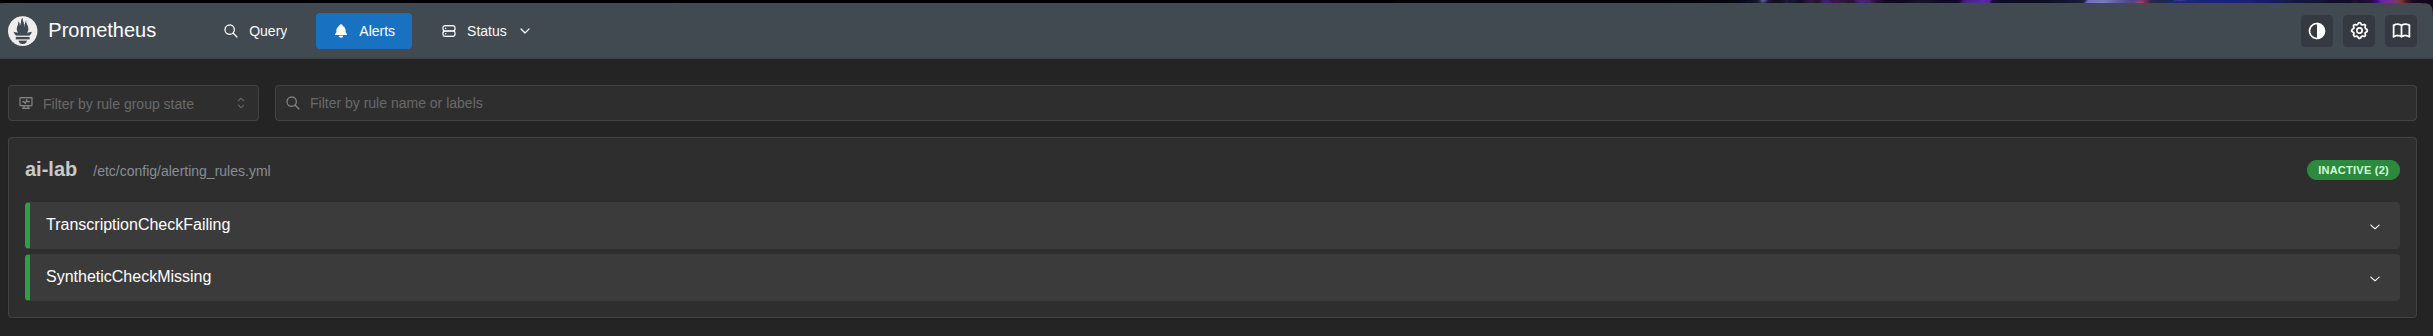 Prometheus Query Alerts Status
Filter by rule group state Filter by rule name or labels
ai-lab /etc/config/alerting_rules.yml INACTIVE (2)
TranscriptionCheckFailing
SyntheticCheckMissing